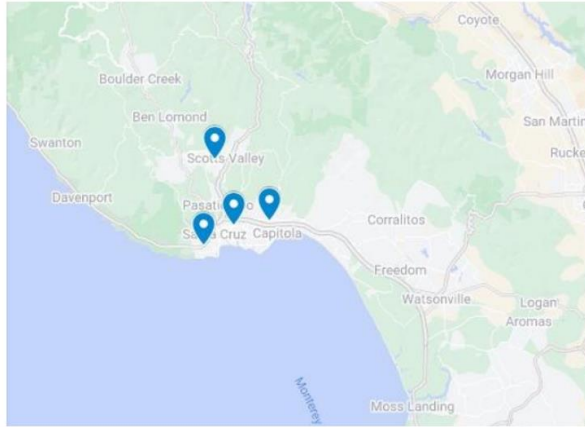 Coyote
Morgan Hill
Boulder Creek
San Martin
Ben Lomond
Swanton
Scotts Valley
Rucke
Davenport
Corralitos
Capitola
Freedom
Watsonville
Logan
Aromas
Monterey
Moss Landing